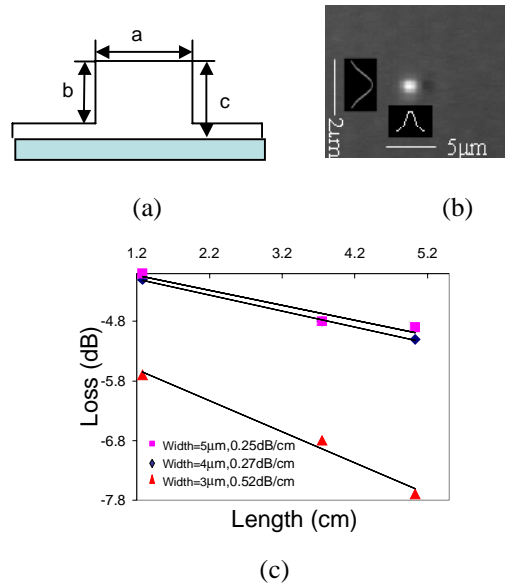 a
b
c
2μm
5μm
(a)
(b)
1.2 2.2 3.2 4.2 5.2
-4.8
-5.8
-6.8
-7.8
Loss (dB)
Width=5μm,0.25dB/cm
Width=4μm,0.27dB/cm
Width=3μm,0.52dB/cm
Length (cm)
(c)